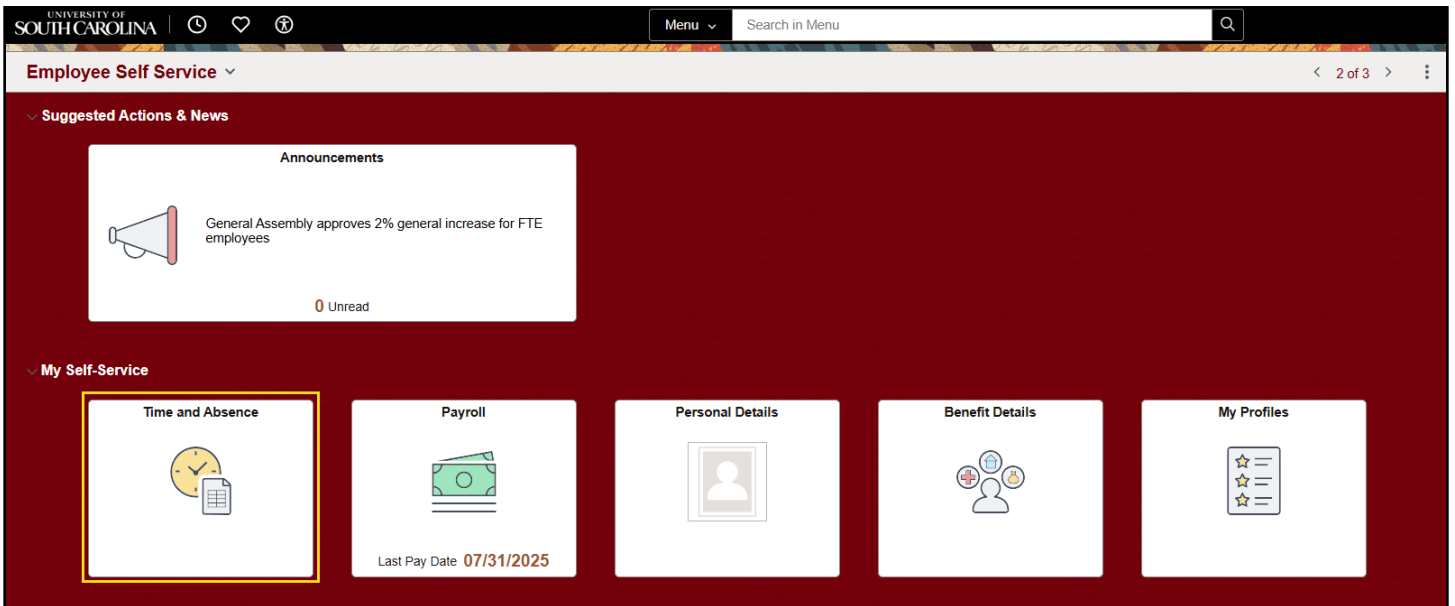 UNIVERSITY OF
SOUTH CAROLINA
Menu
Search in Menu
Employee Self Service
2 of 3
Suggested Actions & News
Announcements
General Assembly approves 2% general increase for FTE
employees
0 Unread
My Self-Service
Time and Absence
Payroll
Last Pay Date 07/31/2025
Personal Details
Benefit Details
My Profiles